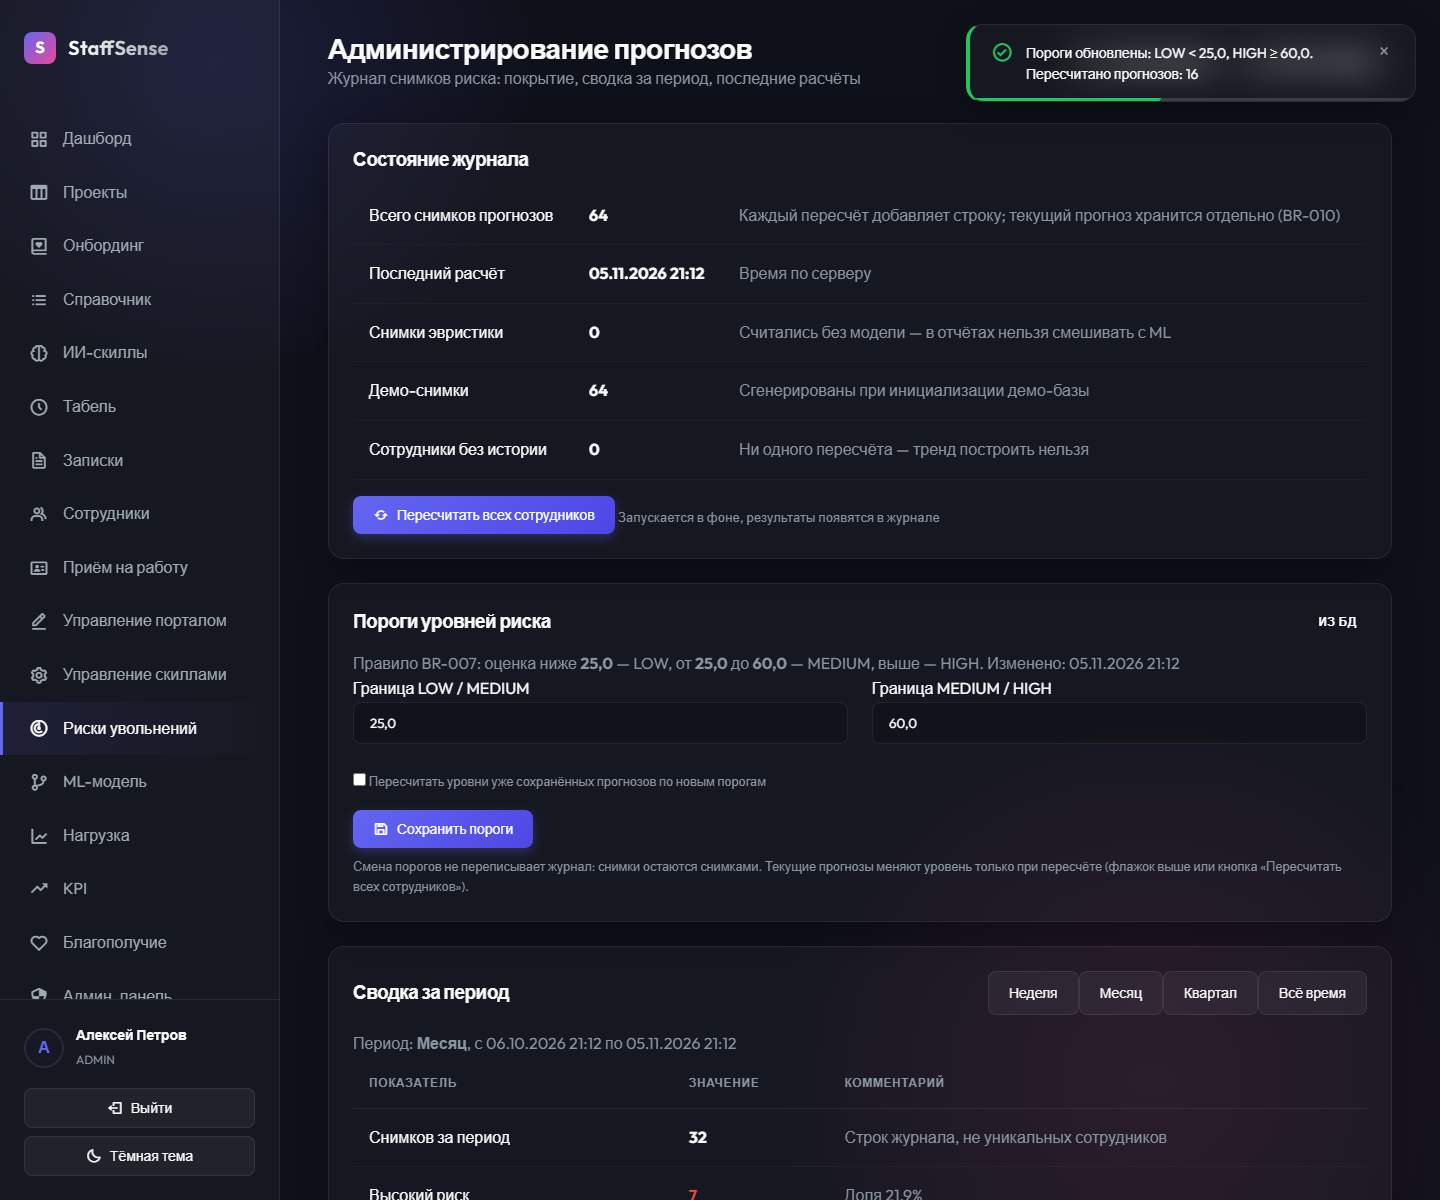 S StaffSense
Дашборд
Проекты
Онбординг
Справочник
ИИ-скиллы
Табель
Записки
Сотрудники
Приём на работу
Управление порталом
Управление скиллами
Риски увольнений
ML-модель
Нагрузка
KPI
Благополучие
Админ. панель
A
Алексей Петров
ADMIN
Выйти
Тёмная тема
Администрирование прогнозов
Журнал снимков риска: покрытие, сводка за период, последние расчёты
Пороги обновлены: LOW < 25,0, HIGH ≥ 60,0.
Пересчитано прогнозов: 16
×
Состояние журнала
Всего снимков прогнозов 64 Каждый пересчёт добавляет строку; текущий прогноз хранится отдельно (BR-010)
Последний расчёт 05.11.2026 21:12 Время по серверу
Снимки эвристики 0 Считались без модели — в отчётах нельзя смешивать с ML
Демо-снимки 64 Сгенерированы при инициализации демо-базы
Сотрудники без истории 0 Ни одного пересчёта — тренд построить нельзя
Пересчитать всех сотрудников Запускается в фоне, результаты появятся в журнале
Пороги уровней риска ИЗ БД
Правило BR-007: оценка ниже 25,0 — LOW, от 25,0 до 60,0 — MEDIUM, выше — HIGH. Изменено: 05.11.2026 21:12
Граница LOW / MEDIUM Граница MEDIUM / HIGH
25,0 60,0
Пересчитать уровни уже сохранённых прогнозов по новым порогам
Сохранить пороги
Смена порогов не переписывает журнал: снимки остаются снимками. Текущие прогнозы меняют уровень только при пересчёте (флажок выше или кнопка «Пересчитать
всех сотрудников»).
Сводка за период Неделя Месяц Квартал Всё время
Период: Месяц, с 06.10.2026 21:12 по 05.11.2026 21:12
ПОКАЗАТЕЛЬ ЗНАЧЕНИЕ КОММЕНТАРИЙ
Снимков за период 32 Строк журнала, не уникальных сотрудников
Высокий риск 7 Доля 21,9%